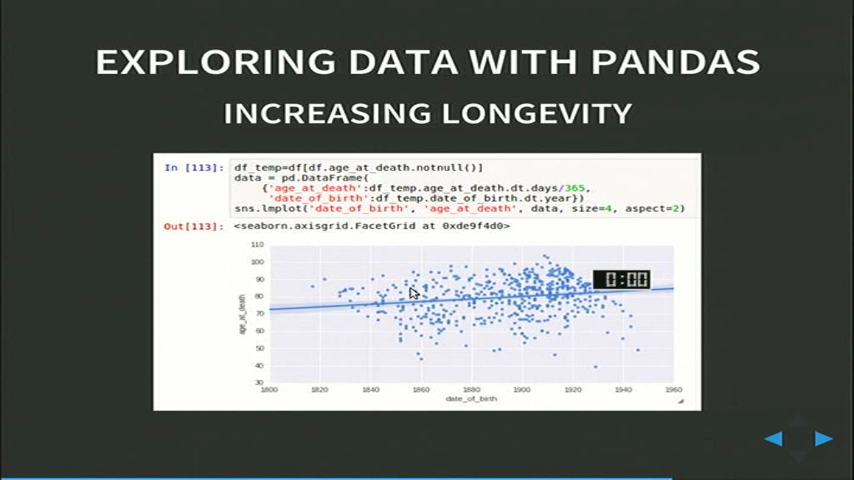 EXPLORING DATA WITH PANDAS
INCREASING LONGEVITY
In [113]: df_temp=df[df.age_at_death.notnull()]
data = pd.DataFrame(
{'age_at_death':df_temp.age_at_death.dt.days/365,
'date_of_birth':df_temp.date_of_birth.dt.year})
sns.lmplot('date_of_birth', 'age_at_death', data, size=4, aspect=2)
Out[113]: <seaborn.axisgrid.FacetGrid at 0xde9f4d0>
110
100
90
80
70
60
50
40
30
age_at_death
0:00
1800 1820 1840 1860 1880 1900 1920 1940 1960
date_of_birth